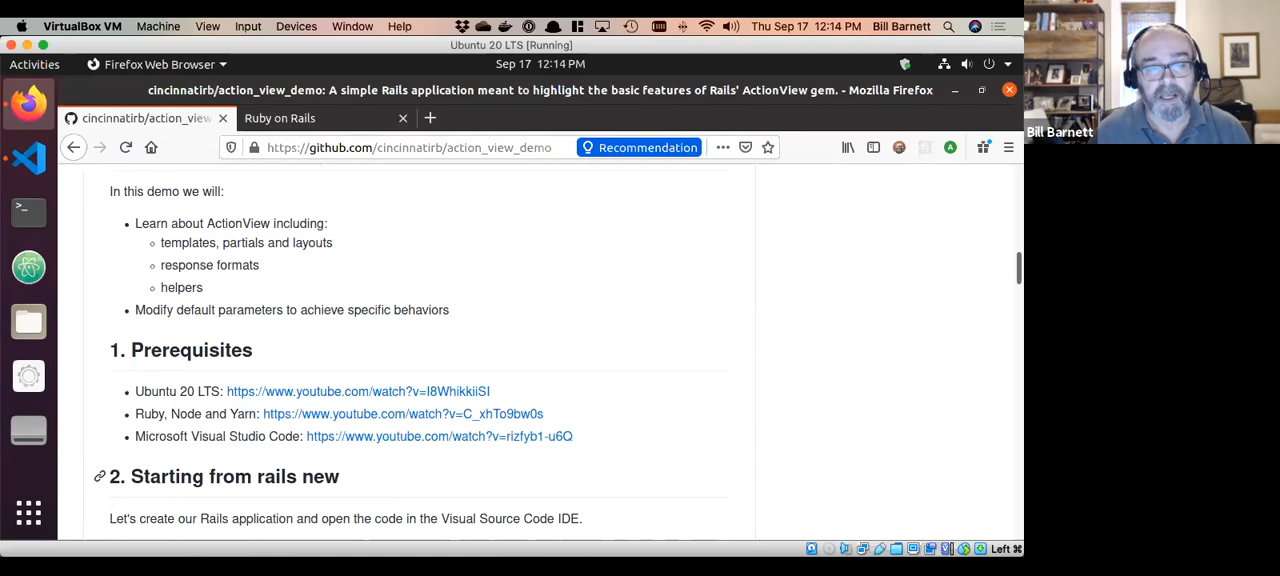 VirtualBox VM Machine View Input Devices Window Help Thu Sep 17 12:14 PM Bill Barnett
Ubuntu 20 LTS [Running]
Activities Firefox Web Browser Sep 17 12:14 PM
cincinnatirb/action_view_demo: A simple Rails application meant to highlight the basic features of Rails' ActionView gem. - Mozilla Firefox
cincinnatirb/action_view Ruby on Rails
https://github.com/cincinnatirb/action_view_demo Recommendation
Bill Barnett
In this demo we will:
Learn about ActionView including:
templates, partials and layouts
response formats
helpers
Modify default parameters to achieve specific behaviors
1. Prerequisites
Ubuntu 20 LTS: https://www.youtube.com/watch?v=I8WhikkiiSI
Ruby, Node and Yarn: https://www.youtube.com/watch?v=C_xhTo9bw0s
Microsoft Visual Studio Code: https://www.youtube.com/watch?v=rizfyb1-u6Q
2. Starting from rails new
Let's create our Rails application and open the code in the Visual Source Code IDE.
Left ⌘